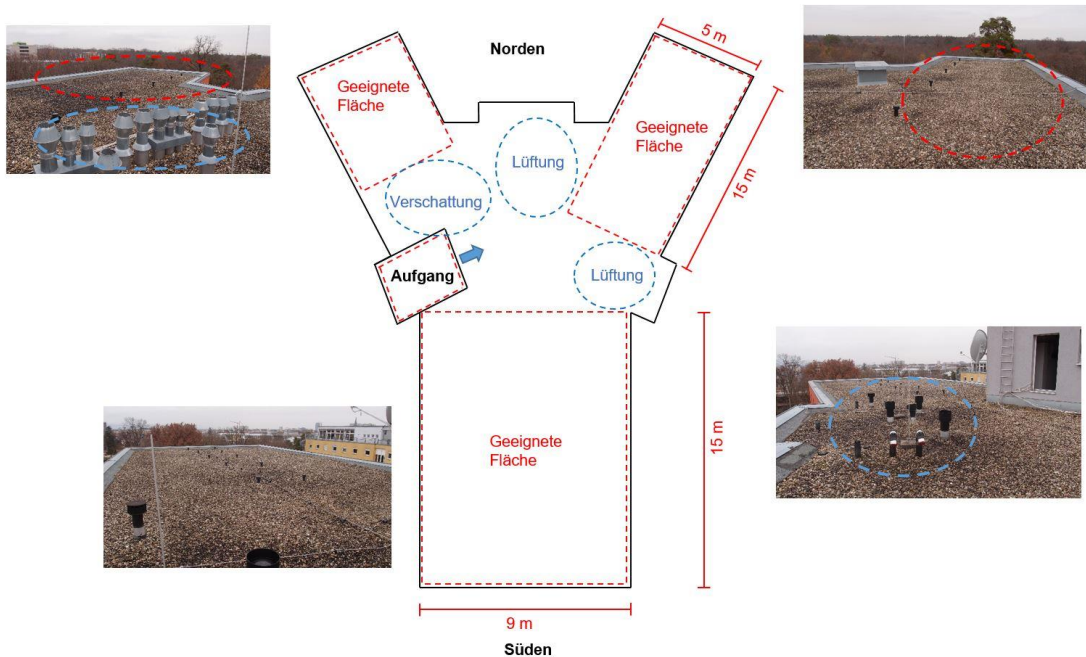 Norden
5 m
Geeignete
Fläche
Geeignete
Fläche
Lüftung
15 m
Verschattung
Aufgang
Lüftung
Geeignete
Fläche
15 m
9 m
Süden